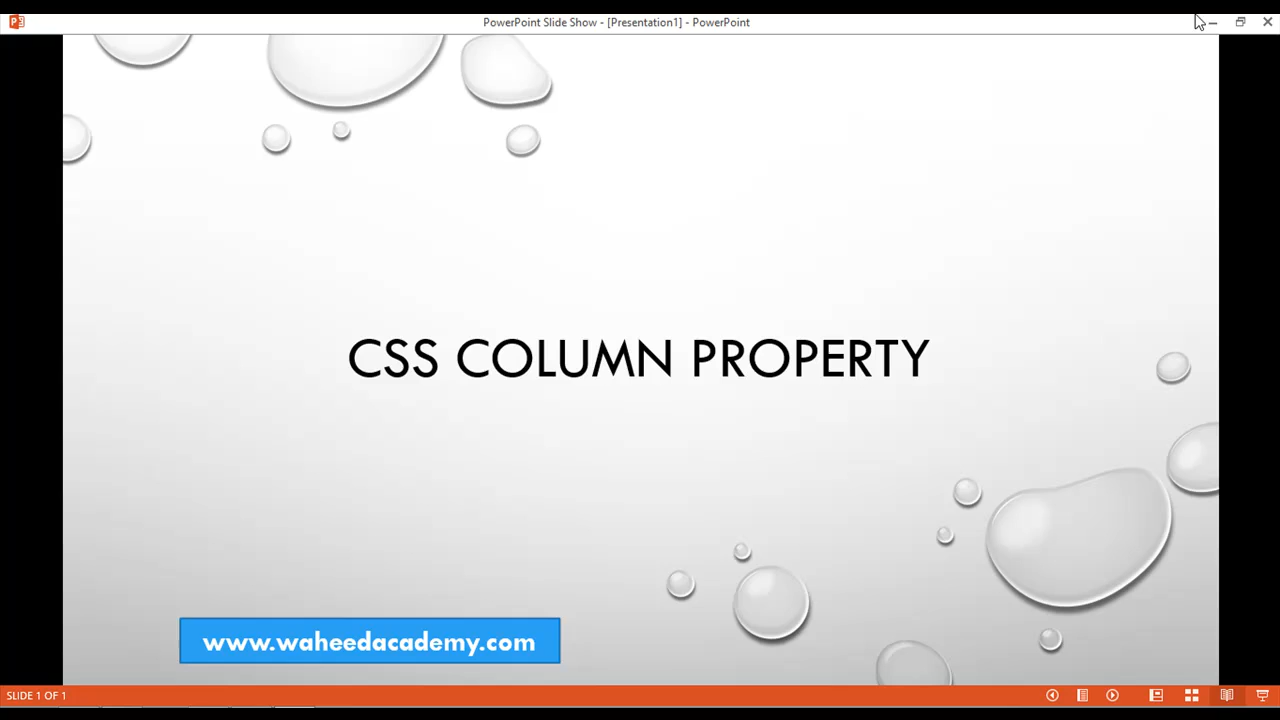 PowerPoint Slide Show - [Presentation1] - PowerPoint
CSS COLUMN PROPERTY
www.waheedacademy.com
SLIDE 1 OF 1